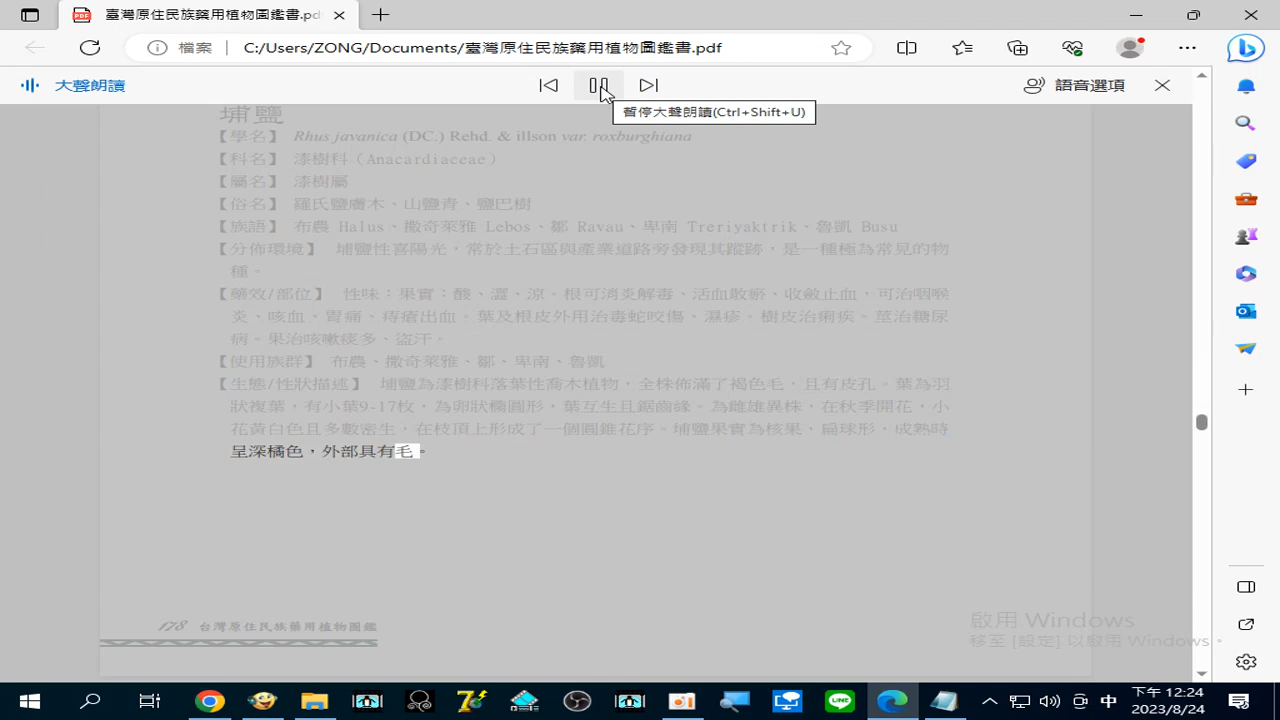 臺灣原住民族藥用植物圖鑑書.pdf
檔案 C:/Users/ZONG/Documents/臺灣原住民族藥用植物圖鑑書.pdf
大聲朗讀
語音選項
暫停大聲朗讀(Ctrl+Shift+U)
埔鹽
【學名】 Rhus javanica (DC.) Rehd. & illson var. roxburghiana
【科名】 漆樹科（Anacardiaceae）
【屬名】 漆樹屬
【俗名】 羅氏鹽膚木、山鹽青、鹽巴樹
【族語】 布農 Halus、撒奇萊雅 Lebos、鄒 Ravau、卑南 Treriyaktrik、魯凱 Busu
【分佈環境】 埔鹽性喜陽光，常於土石區與產業道路旁發現其蹤跡，是一種極為常見的物
種。
【藥效/部位】 性味：果實：酸、澀、涼。根可消炎解毒、活血散瘀、收斂止血，可治咽喉
炎、咳血、胃痛、痔瘡出血。葉及根皮外用治毒蛇咬傷、濕疹。樹皮治痢疾。莖治糖尿
病。果治咳嗽痰多、盜汗。
【使用族群】 布農、撒奇萊雅、鄒、卑南、魯凱
【生態/性狀描述】 埔鹽為漆樹科落葉性喬木植物，全株佈滿了褐色毛，且有皮孔。葉為羽
狀複葉，有小葉9-17枚，為卵狀橢圓形，葉互生且鋸齒緣。為雌雄異株，在秋季開花，小
花黃白色且多數密生，在枝頂上形成了一個圓錐花序。埔鹽果實為核果，扁球形，成熟時
呈深橘色，外部具有毛。
178 台灣原住民族藥用植物圖鑑
啟用 Windows
移至 [設定] 以啟用 Windows。
中
下午 12:24
2023/8/24